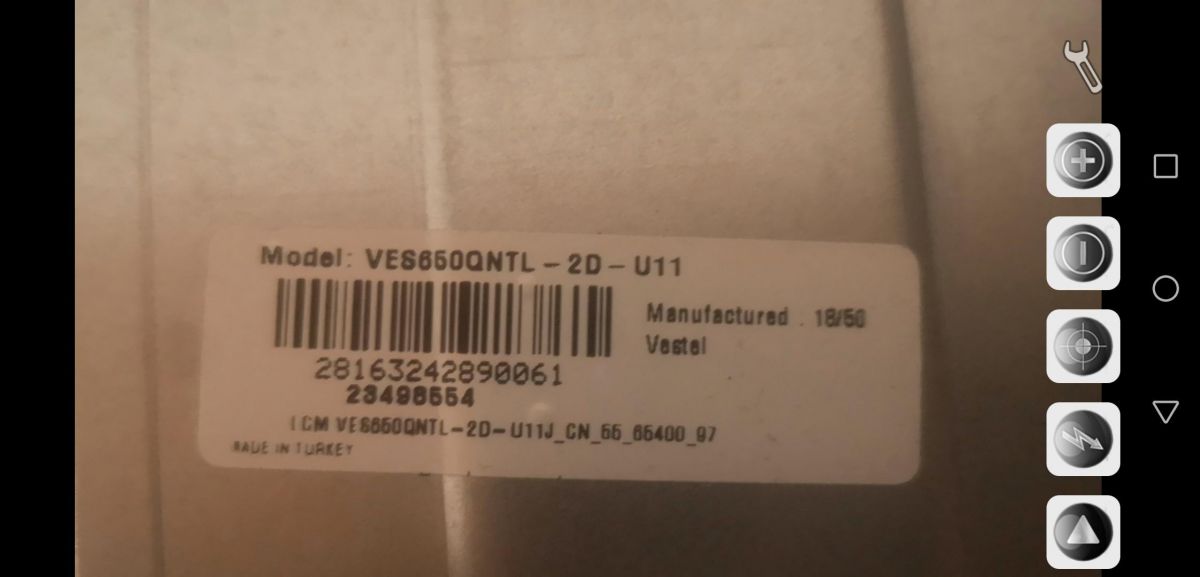 Model: VES650QNTL - 2D - U11
Manufactured : 18/50
Vestel
28163242890061
23498554
LCM VES650QNTL-2D-U11J_CN_55_65400_97
MADE IN TURKEY